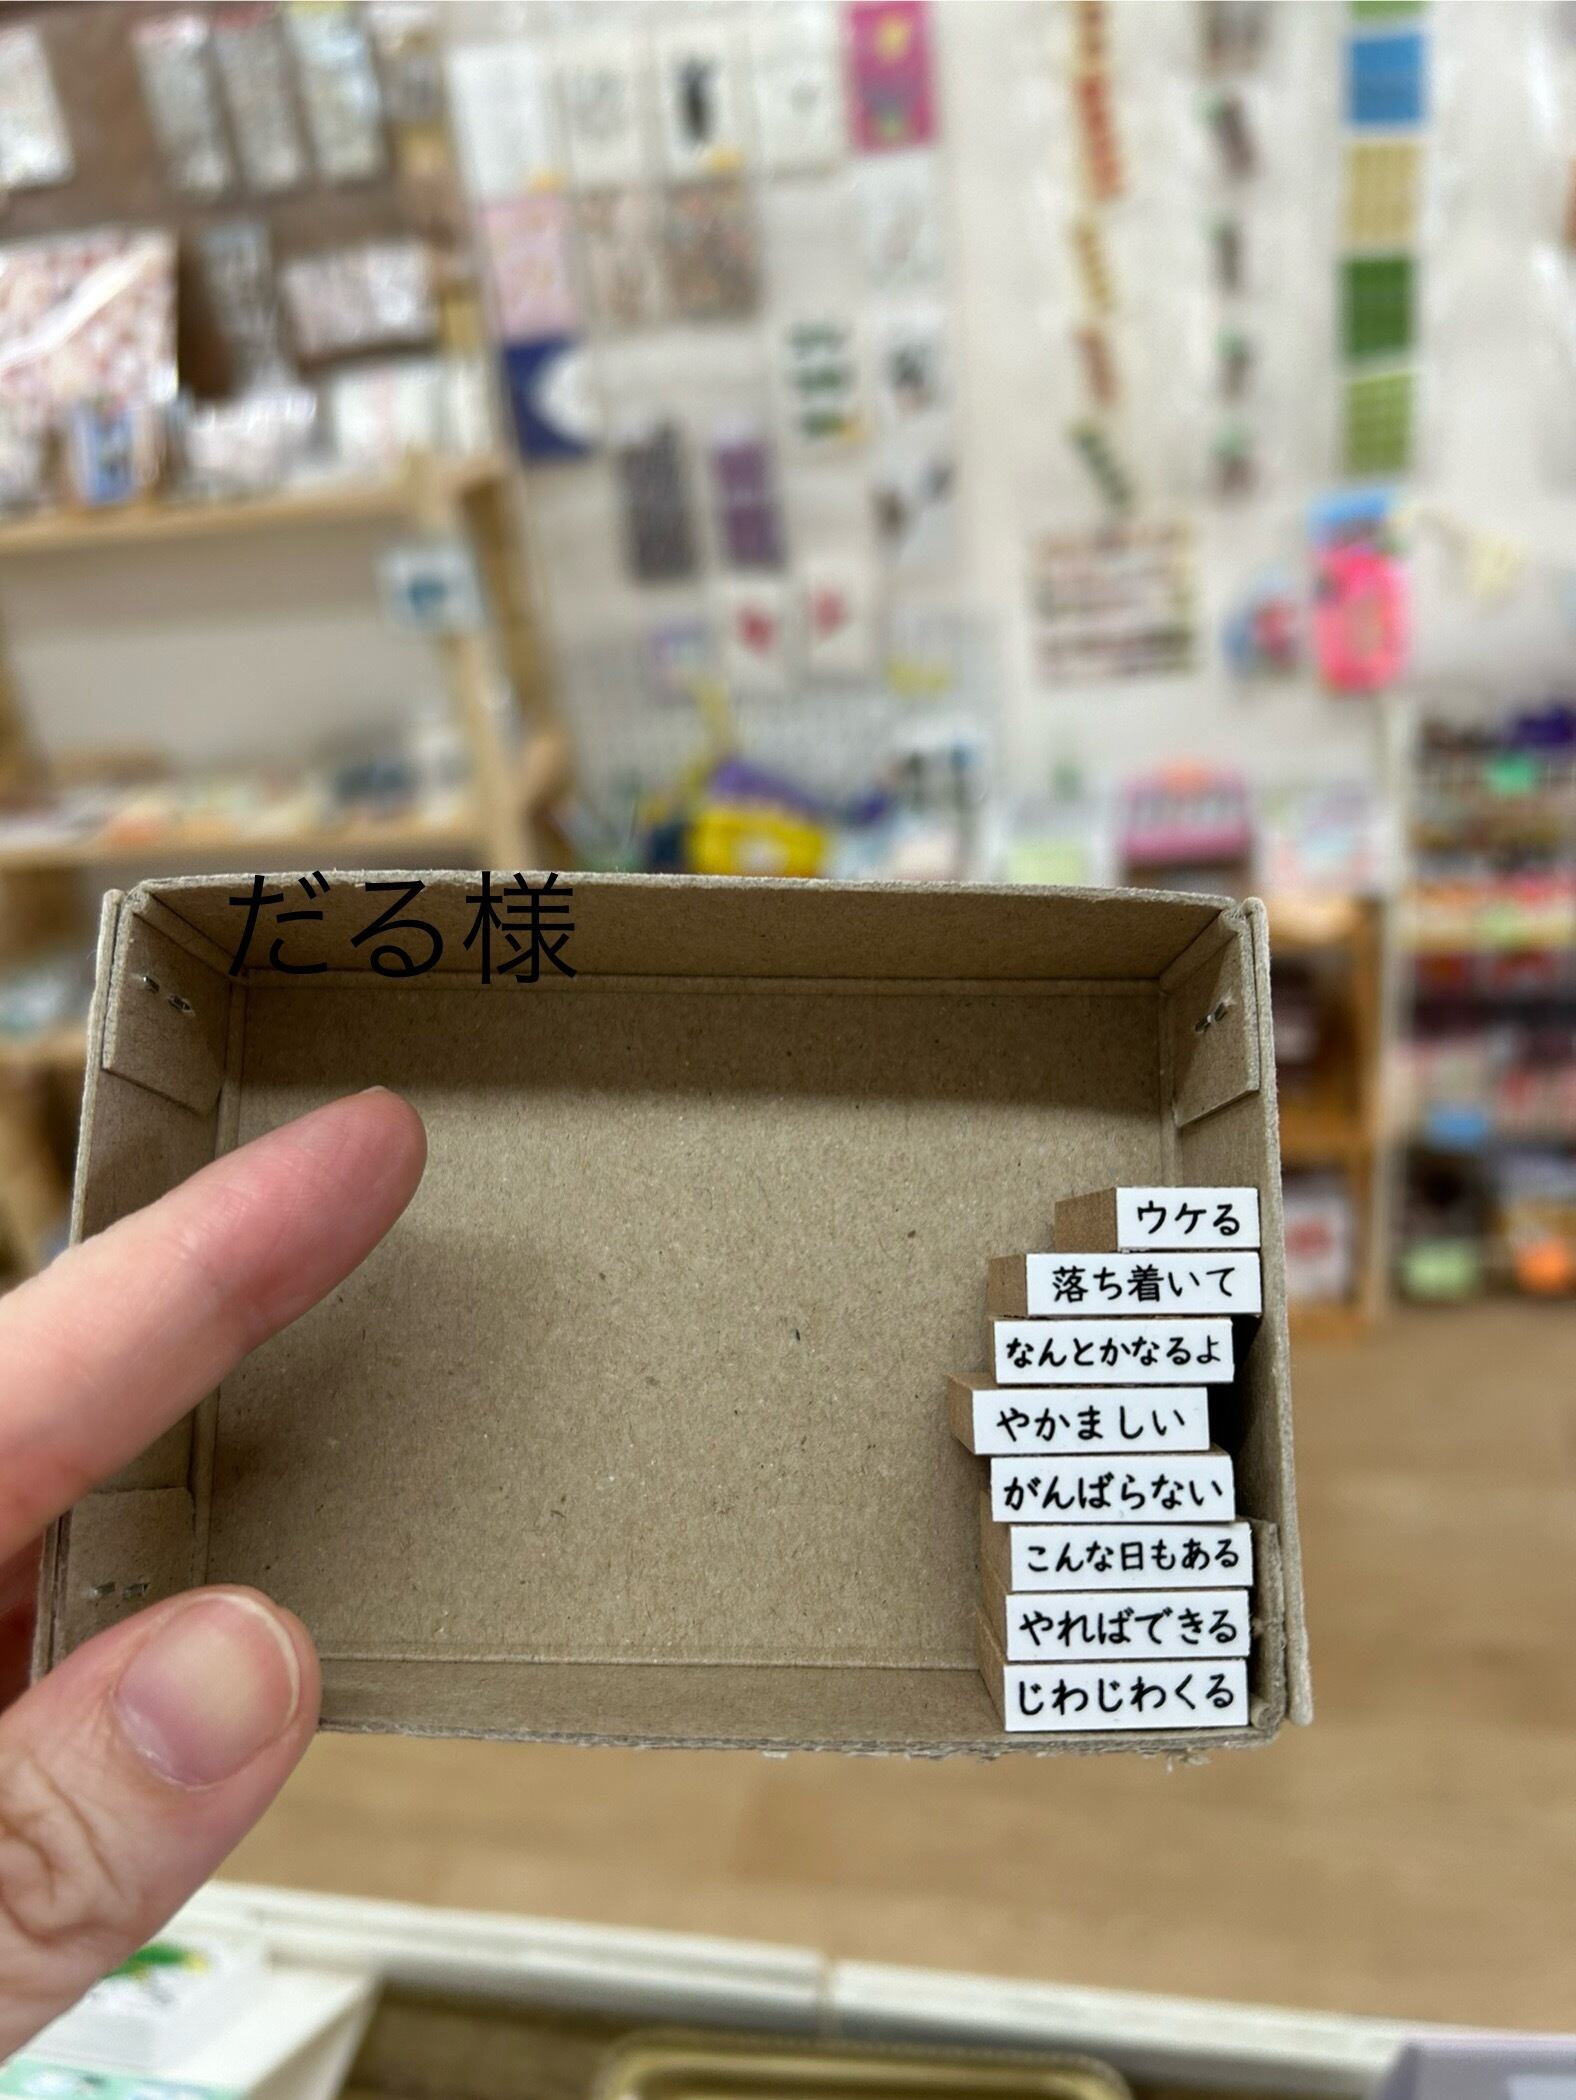 だる様
ウケる
落ち着いて
なんとかなるよ
やかましい
がんばらない
こんな日もある
やればできる
じわじわくる